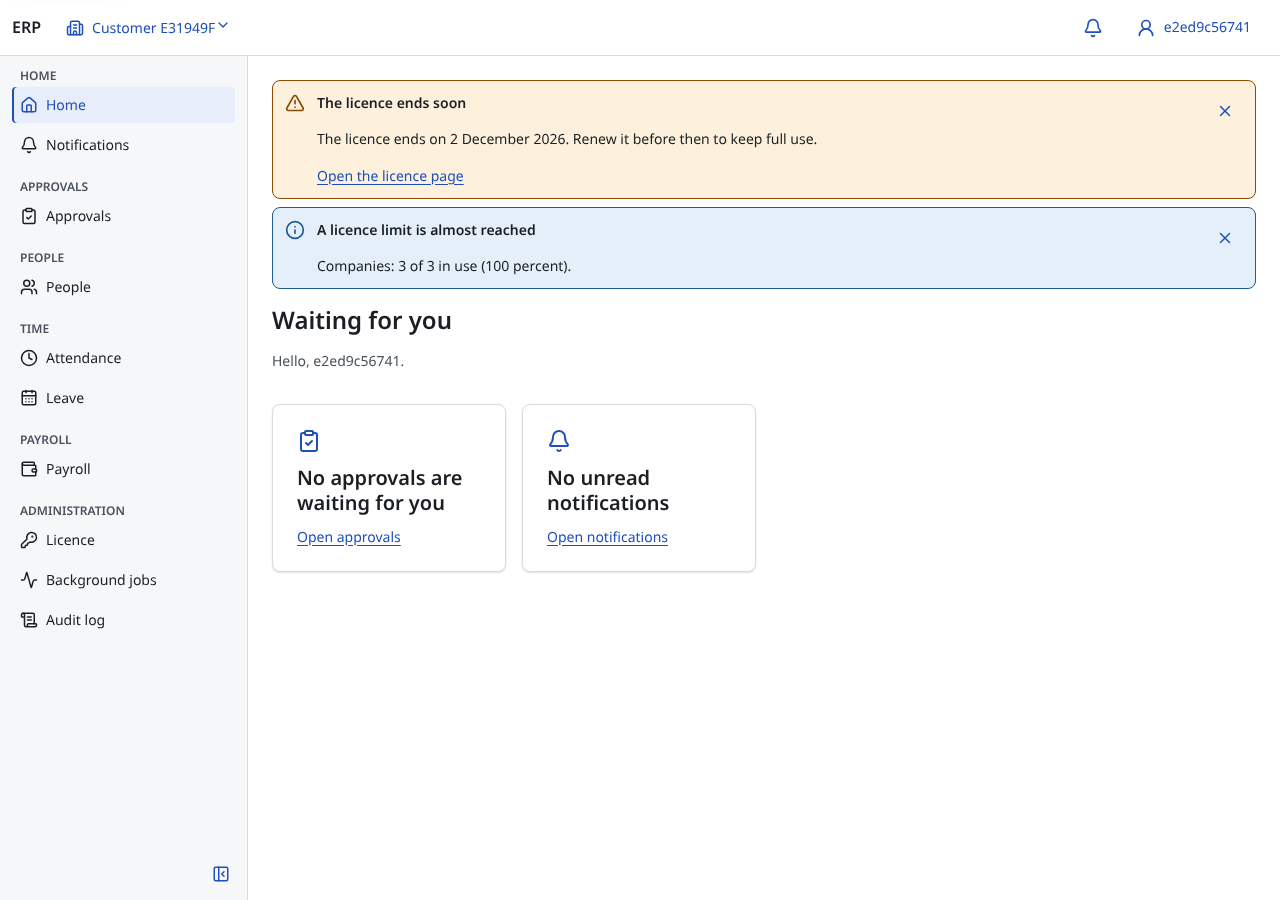 ERP
Customer E31949F
e2ed9c56741
HOME
Home
Notifications
APPROVALS
Approvals
PEOPLE
People
TIME
Attendance
Leave
PAYROLL
Payroll
ADMINISTRATION
Licence
Background jobs
Audit log
The licence ends soon
The licence ends on 2 December 2026. Renew it before then to keep full use.
Open the licence page
A licence limit is almost reached
Companies: 3 of 3 in use (100 percent).
Waiting for you
Hello, e2ed9c56741.
No approvals are
waiting for you
Open approvals
No unread
notifications
Open notifications